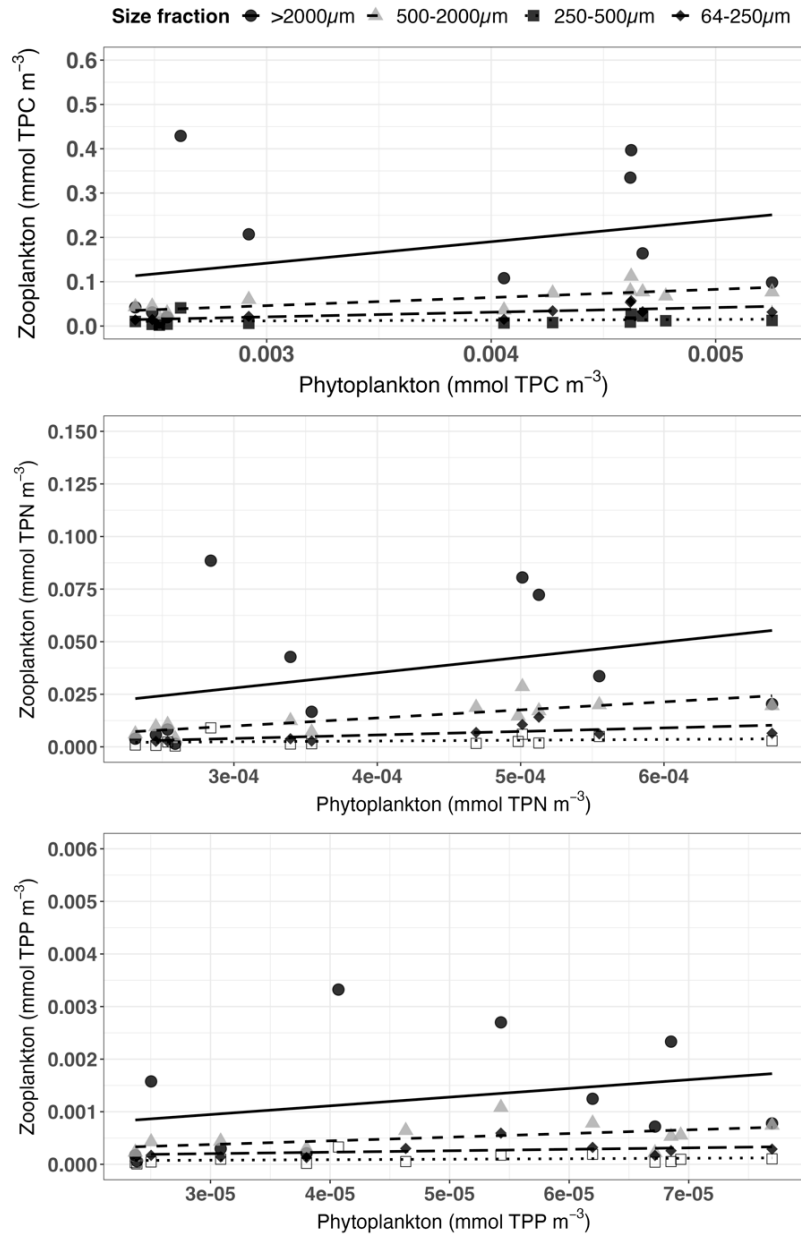 Size fraction >2000µm 500-2000µm 250-500µm 64-250µm
Zooplankton (mmol TPC m⁻³)
0.6
0.5
0.4
0.3
0.2
0.1
0.0
0.003 0.004 0.005
Phytoplankton (mmol TPC m⁻³)
Zooplankton (mmol TPN m⁻³)
0.150
0.125
0.100
0.075
0.050
0.025
0.000
3e-04 4e-04 5e-04 6e-04
Phytoplankton (mmol TPN m⁻³)
Zooplankton (mmol TPP m⁻³)
0.006
0.005
0.004
0.003
0.002
0.001
0.000
3e-05 4e-05 5e-05 6e-05 7e-05
Phytoplankton (mmol TPP m⁻³)